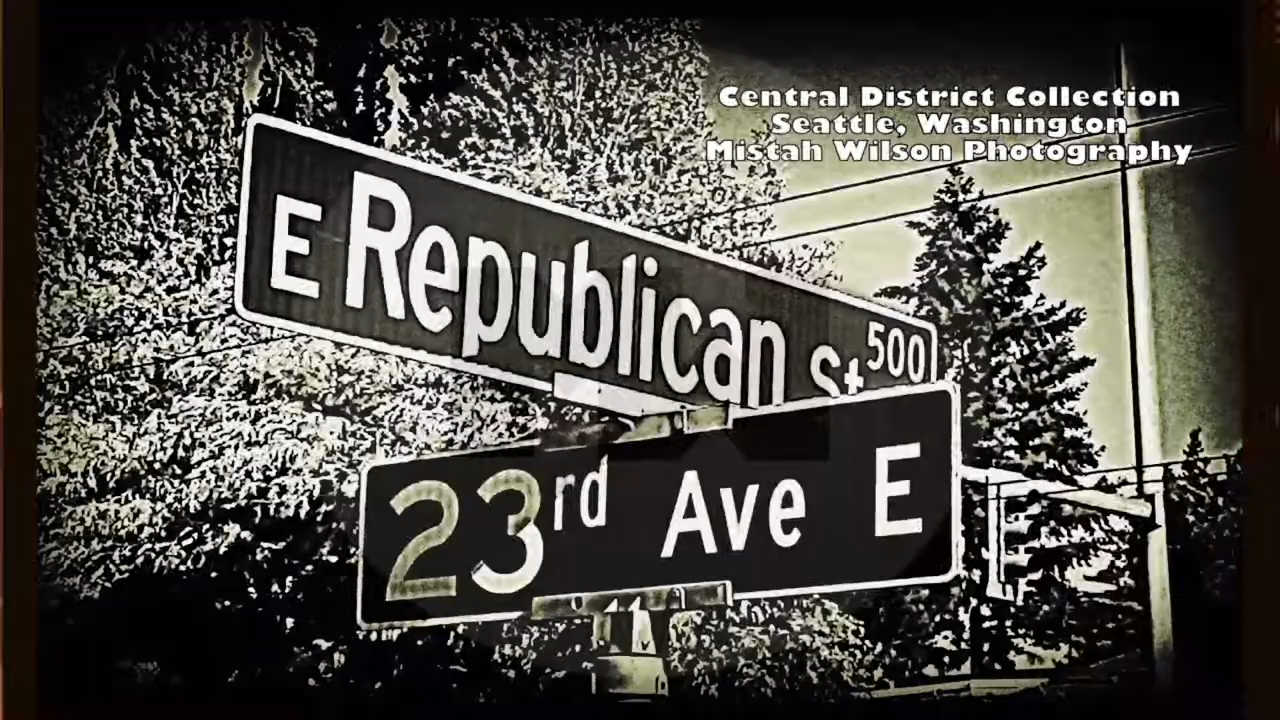 Central District Collection
Seattle, Washington
Mistah Wilson Photography
E Republican St 500
23rd Ave E